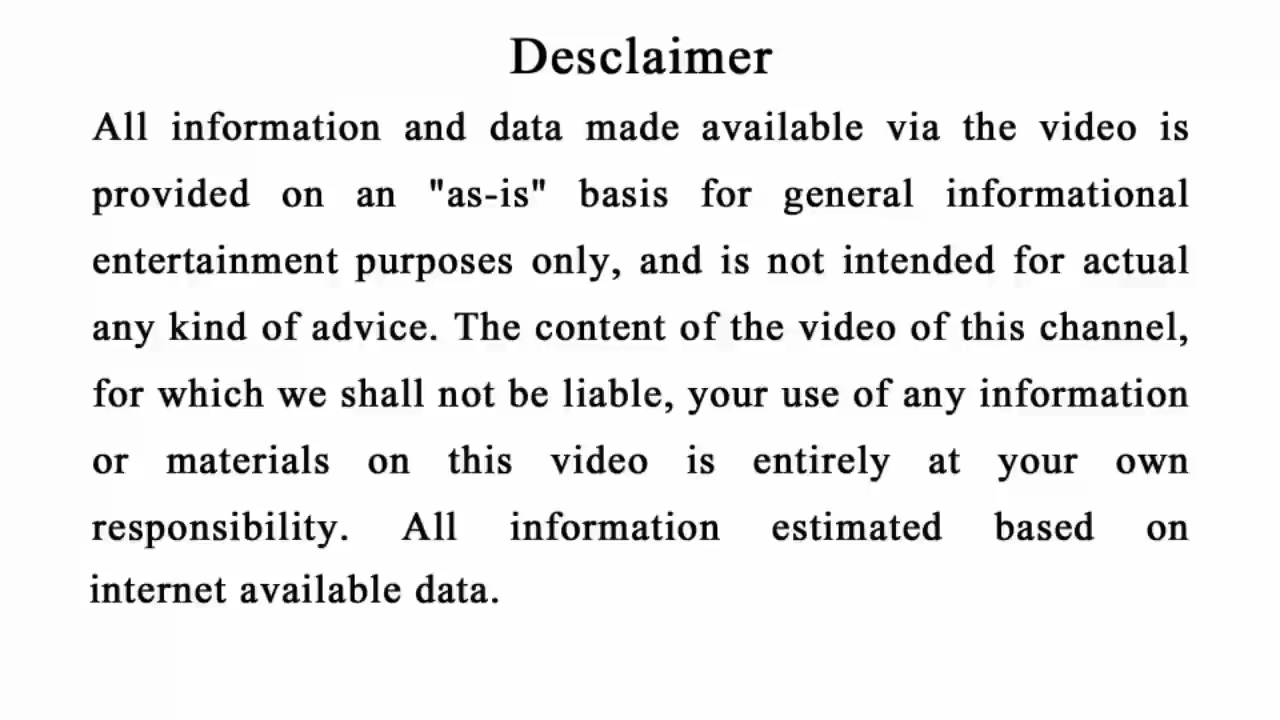 Desclaimer
All information and data made available via the video is
provided on an "as-is" basis for general informational
entertainment purposes only, and is not intended for actual
any kind of advice. The content of the video of this channel,
for which we shall not be liable, your use of any information
or materials on this video is entirely at your own
responsibility. All information estimated based on
internet available data.